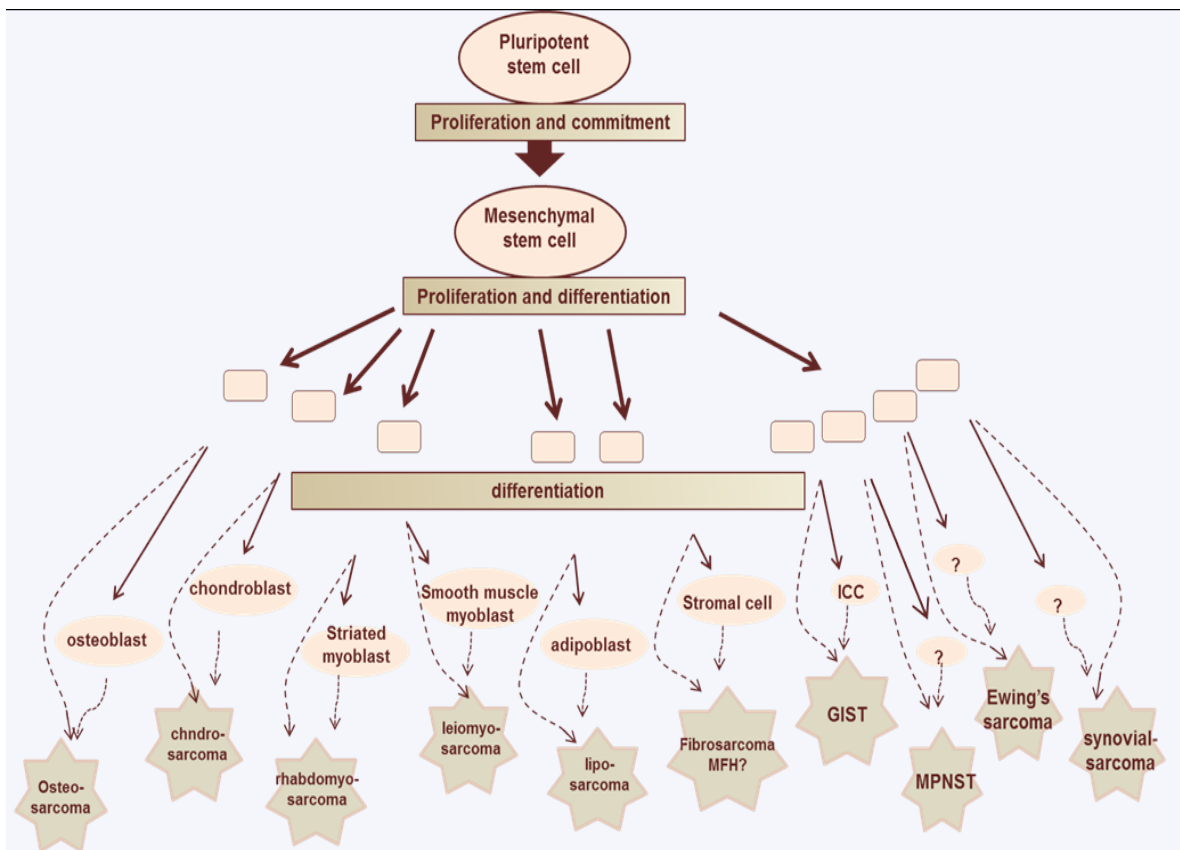 Pluripotent
stem cell
Proliferation and commitment
Mesenchymal
stem cell
Proliferation and differentiation
differentiation
osteoblast
chondroblast
Striated
myoblast
Smooth muscle
myoblast
adipoblast
Stromal cell
ICC
?
?
?
Osteo-
sarcoma
chndro-
sarcoma
rhabdomyo-
sarcoma
leiomyo-
sarcoma
lipo-
sarcoma
Fibrosarcoma
MFH?
GIST
MPNST
Ewing's
sarcoma
synovial-
sarcoma